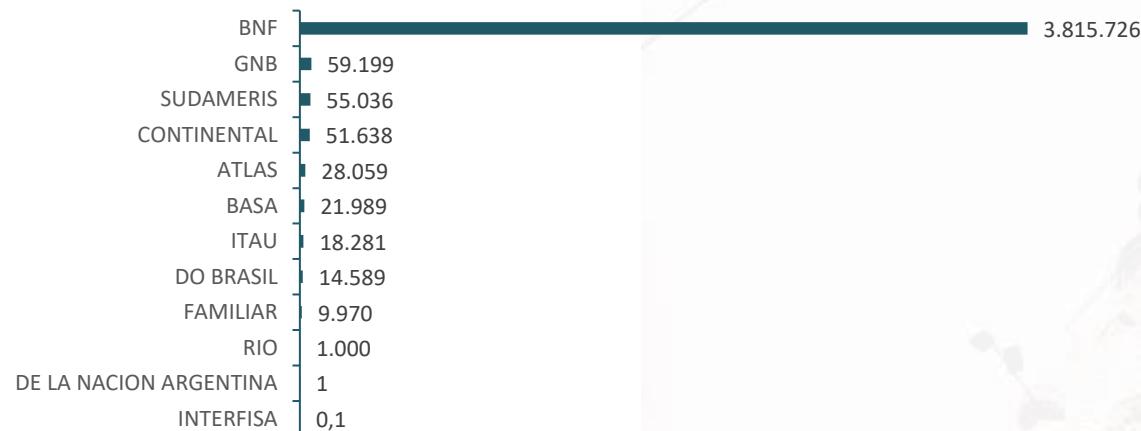 BNF 3.815.726
GNB 59.199
SUDAMERIS 55.036
CONTINENTAL 51.638
ATLAS 28.059
BASA 21.989
ITAU 18.281
DO BRASIL 14.589
FAMILIAR 9.970
RIO 1.000
DE LA NACION ARGENTINA 1
INTERFISA 0,1